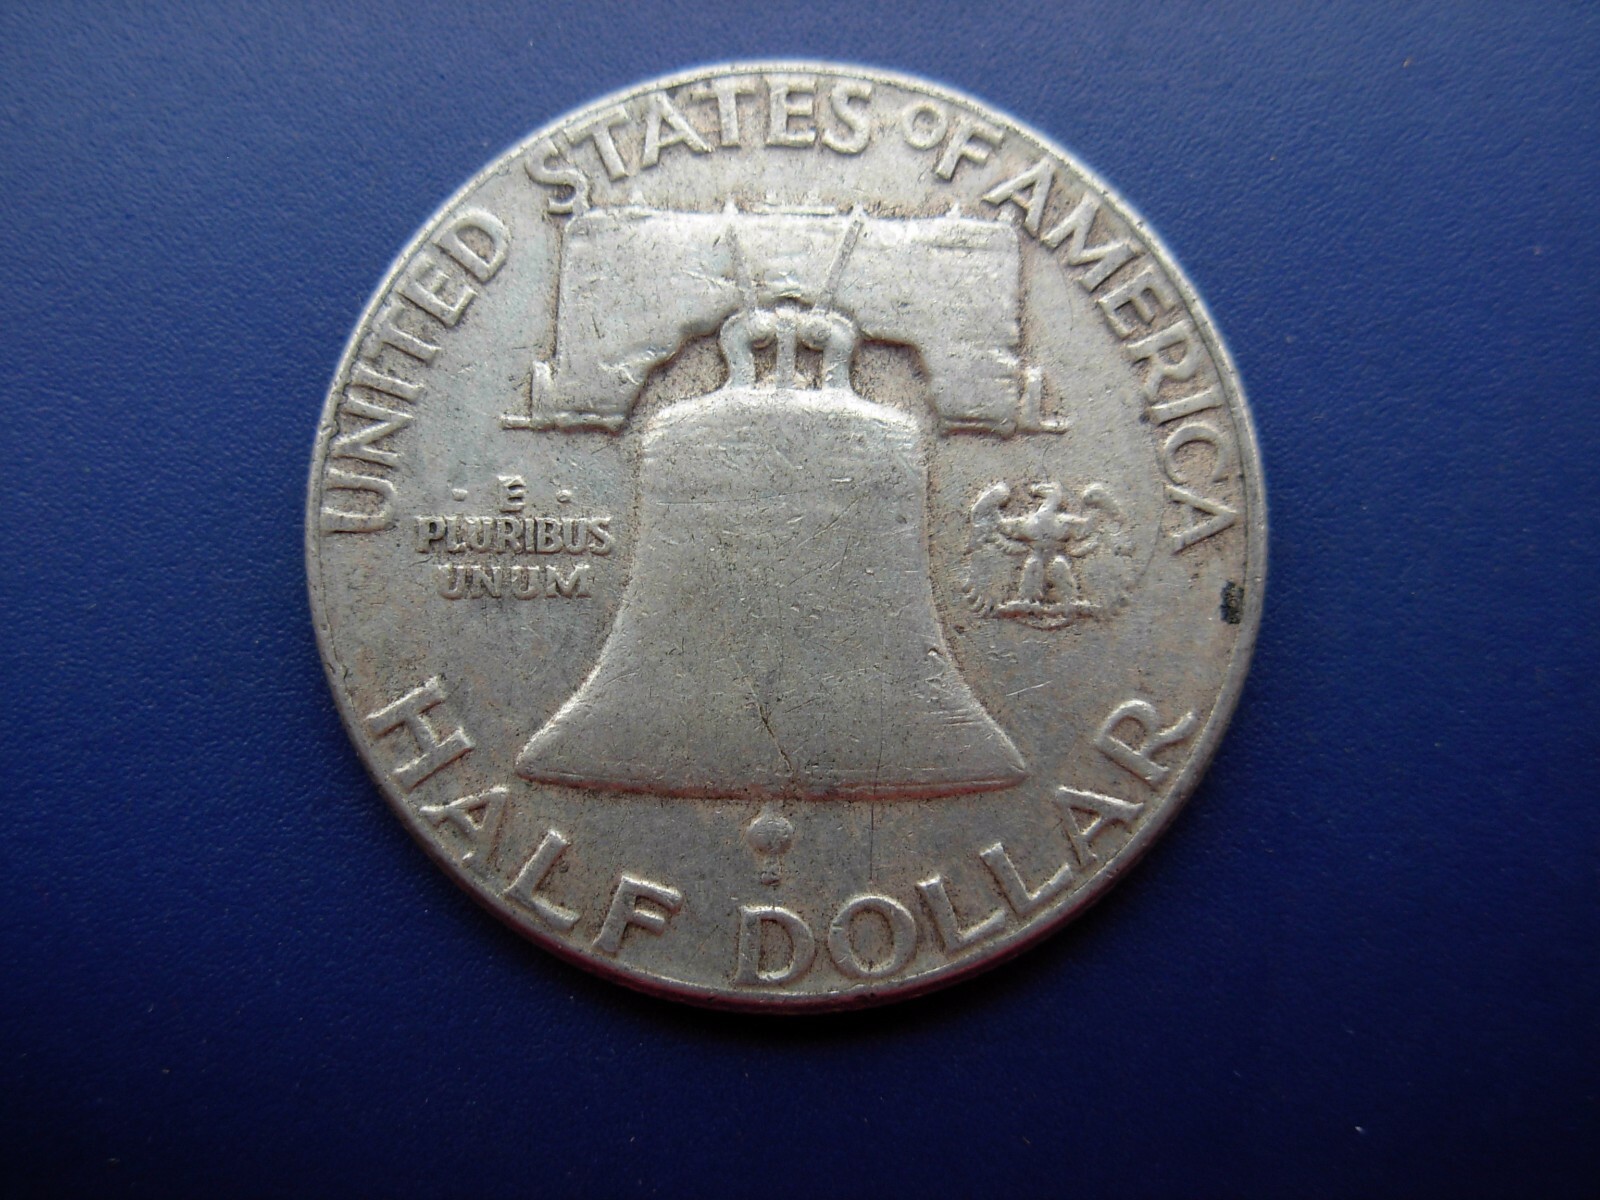 UNITED STATES OF AMERICA
· E ·
PLURIBUS
UNUM
HALF DOLLAR